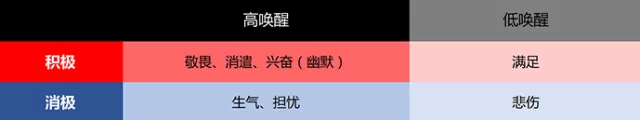 高唤醒 低唤醒
积极 敬畏、消遣、兴奋（幽默） 满足
消极 生气、担忧 悲伤